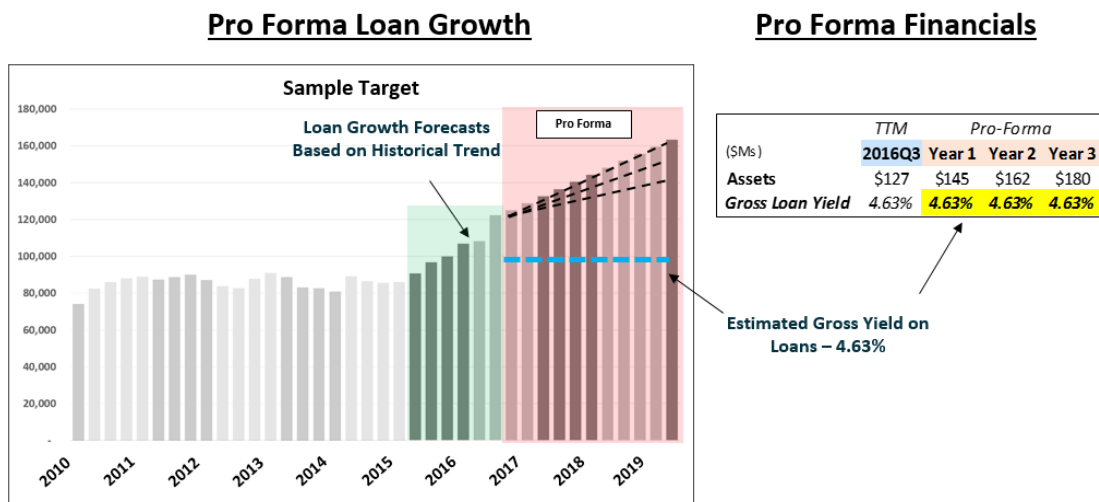 Pro Forma Loan Growth
Pro Forma Financials
Sample Target
180,000
160,000
140,000
120,000
100,000
80,000
60,000
40,000
20,000
-
2010
2011
2012
2013
2014
2015
2016
2017
2018
2019
Loan Growth Forecasts
Based on Historical Trend
Pro Forma
TTM Pro-Forma
($Ms) 2016Q3 Year 1 Year 2 Year 3
Assets $127 $145 $162 $180
Gross Loan Yield 4.63% 4.63% 4.63% 4.63%
Estimated Gross Yield on
Loans – 4.63%